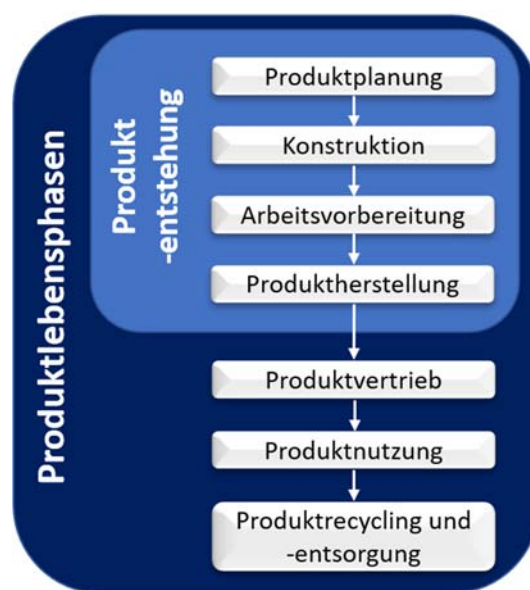 Produktlebensphasen
Produkt
-entstehung
Produktplanung
Konstruktion
Arbeitsvorbereitung
Produktherstellung
Produktvertrieb
Produktnutzung
Produktrecycling und
-entsorgung